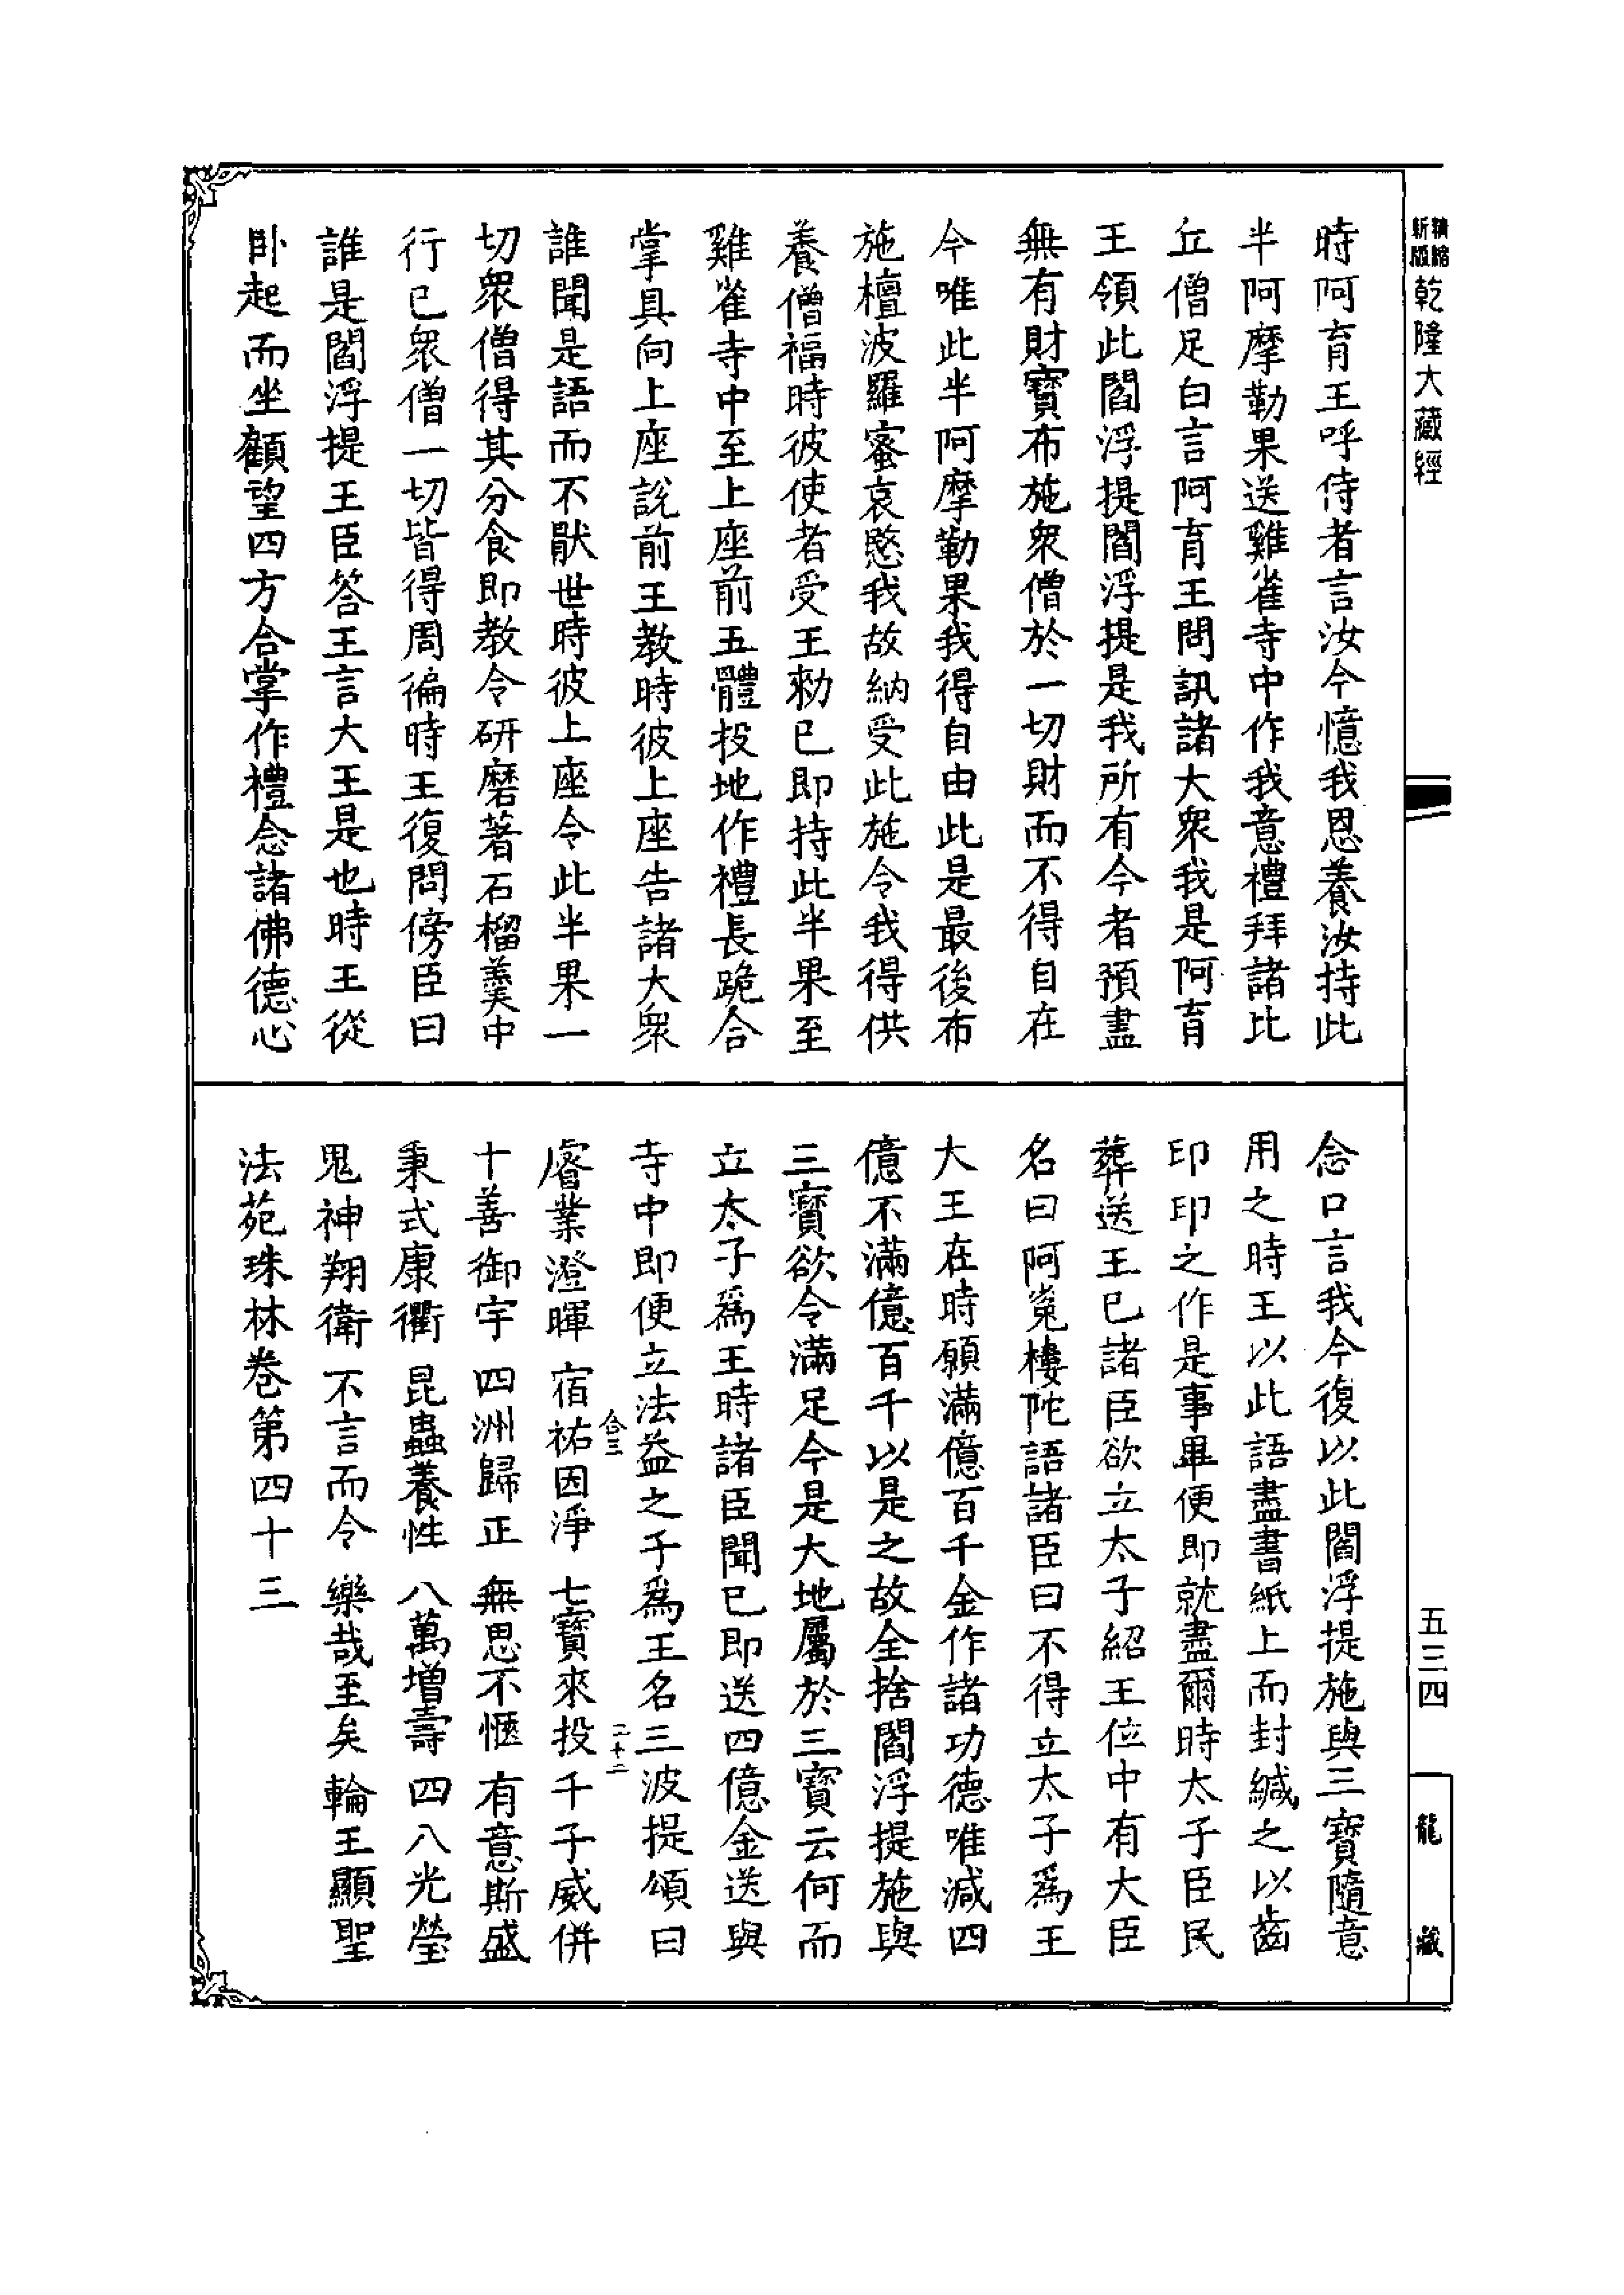 精縮新版乾隆大藏經
五三四
龍藏
時阿育王呼侍者言汝今憶我恩養汝持此
半阿摩勒果送雞雀寺中作我意禮拜諸比
丘僧足白言阿育王問訊諸大衆我是阿育
王領此閻浮提閻浮提是我所有今者預盡
無有財寶布施衆僧於一切財而不得自在
今唯此半阿摩勒果我得自由此是最後布
施檀波羅蜜哀愍我故納受此施令我得供
養僧福時彼使者受王勑已即持此半果至
雞雀寺中至上座前五體投地作禮長跪合
掌具向上座說前王教時彼上座告諸大衆
誰聞是語而不厭世時彼上座令此半果一
切衆僧得其分食即教令研磨著石榴羹中
行已衆僧一切皆得周徧時王復問傍臣曰
誰是閻浮提王臣答王言大王是也時王從
卧起而坐顧望四方合掌作禮念諸佛德心
念口言我今復以此閻浮提施與三寶隨意
用之時王以此語盡書紙上而封緘之以齒
印印之作是事畢便即就盡爾時太子臣民
葬送王已諸臣欲立太子紹王位中有大臣
名曰阿㝹樓陀語諸臣曰不得立太子爲王
大王在時願滿億百千金作諸功德唯減四
億不滿億百千以是之故全捨閻浮提施與
三寶欲令滿足今是大地屬於三寶云何而
立太子爲王時諸臣聞已即送四億金送與
寺中即便立法益之子爲王名三波提頌曰
合三
二十二
睿業澄暉 宿祐因淨 七寶來投 千子威併
十善御宇 四洲歸正 無思不愜 有意斯盛
秉式康衢 昆蟲養性 八萬增壽 四八光瑩
鬼神翔衛 不言而令 樂哉至矣 輪王顯聖
法苑珠林卷第四十三